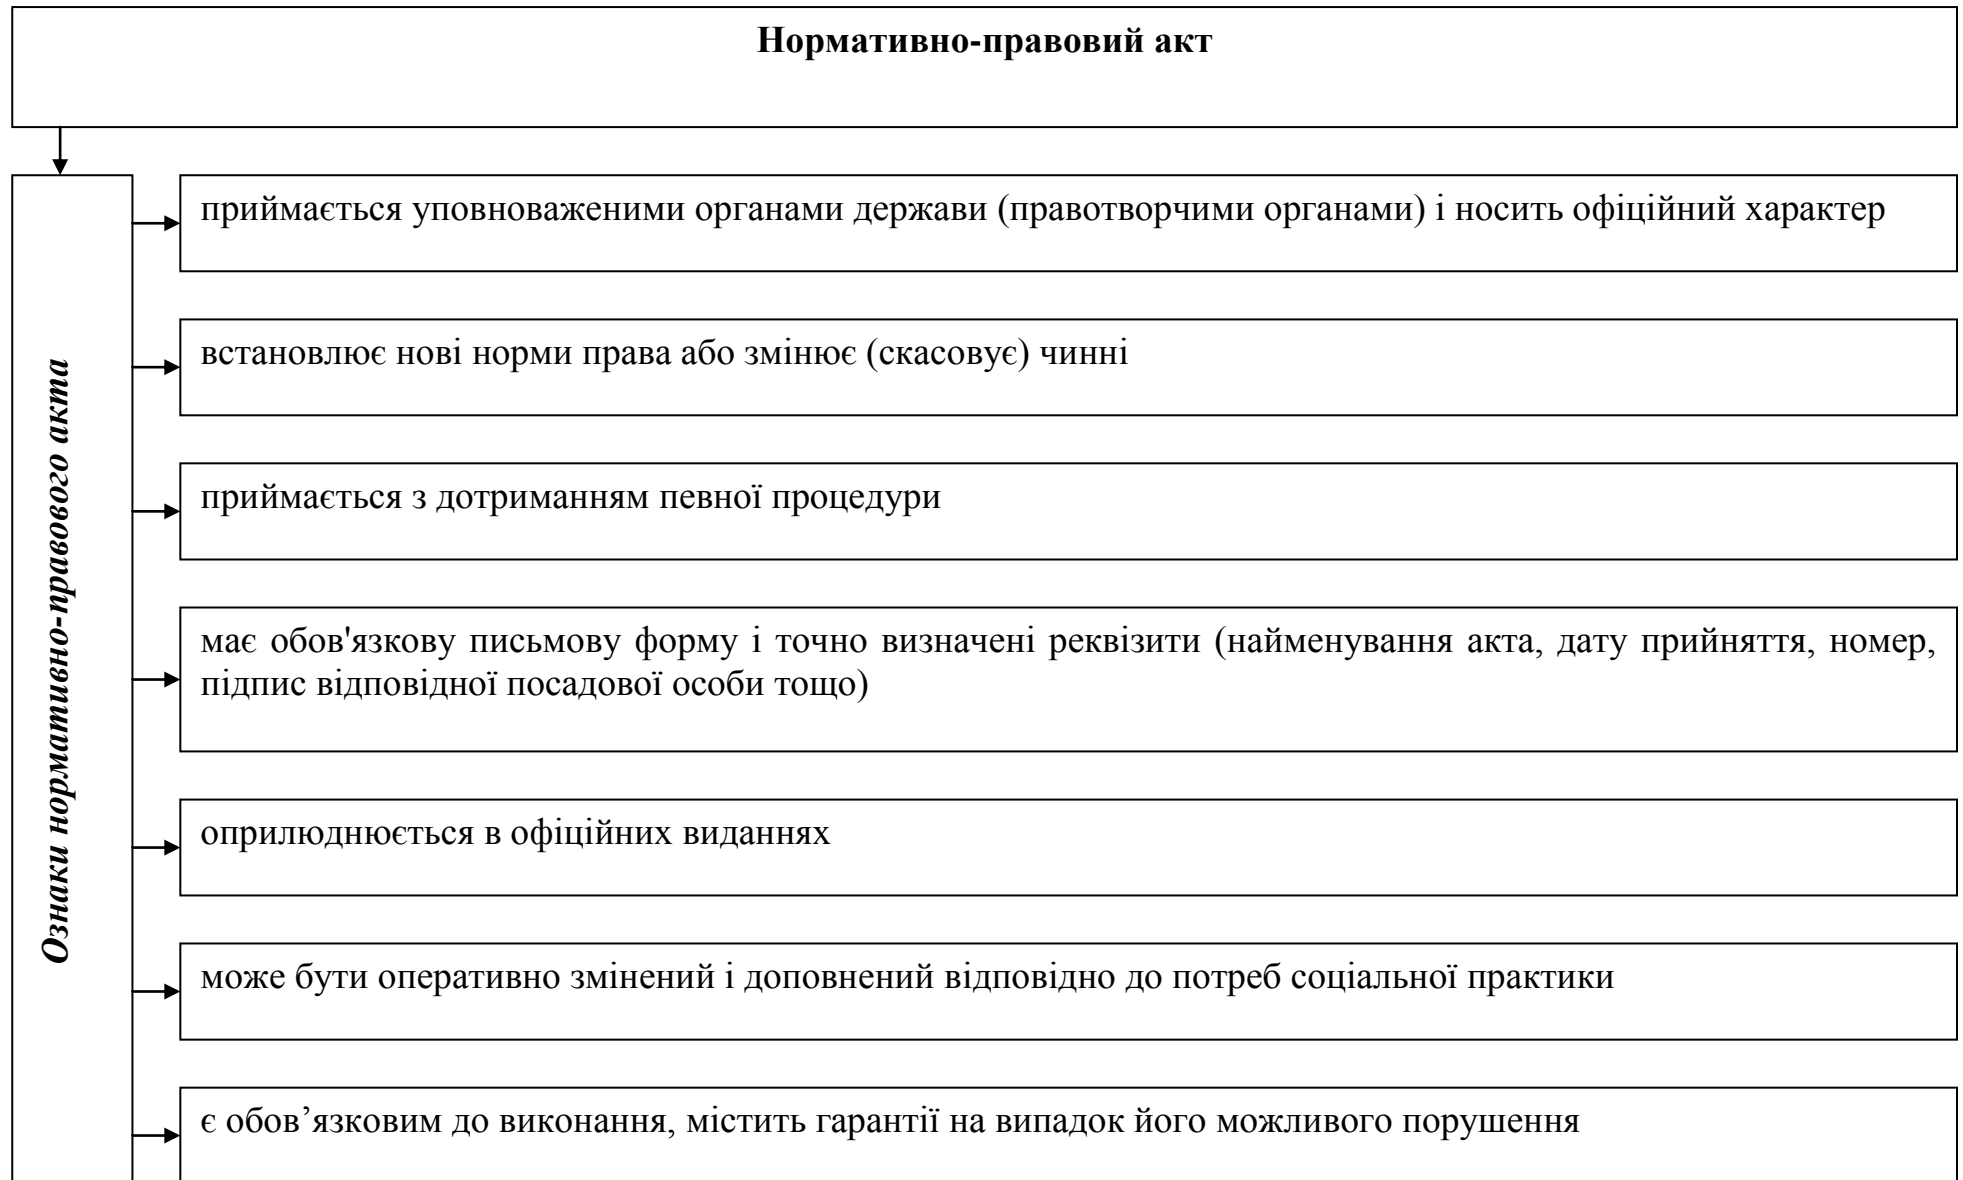 Нормативно-правовий акт
Ознаки нормативно-правового акта
приймається уповноваженими органами держави (правотворчими органами) і носить офіційний характер
встановлює нові норми права або змінює (скасовує) чинні
приймається з дотриманням певної процедури
має обов'язкову письмову форму і точно визначені реквізити (найменування акта, дату прийняття, номер,
підпис відповідної посадової особи тощо)
оприлюднюється в офіційних виданнях
може бути оперативно змінений і доповнений відповідно до потреб соціальної практики
є обов’язковим до виконання, містить гарантії на випадок його можливого порушення